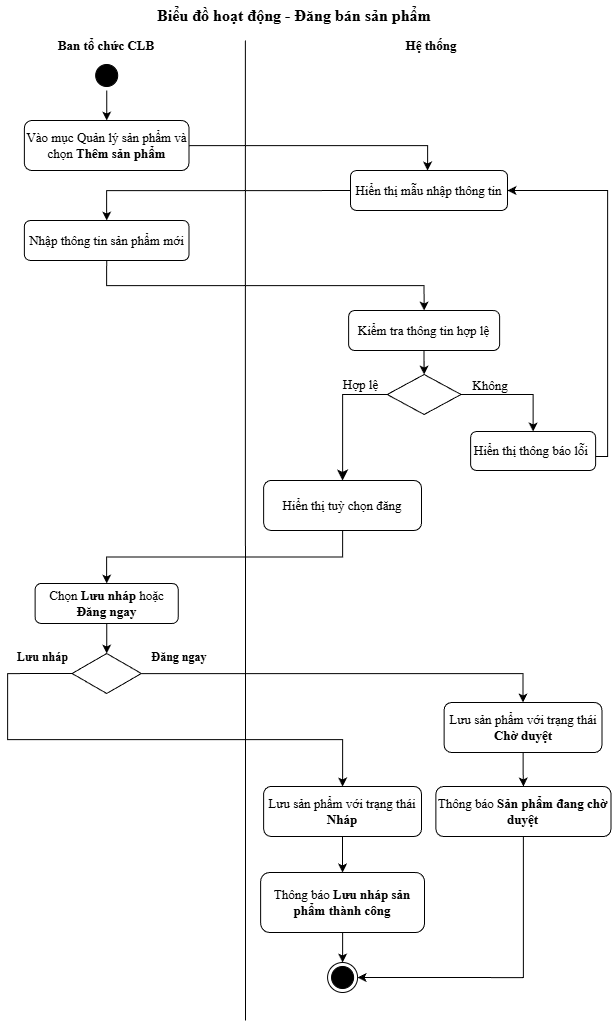 Biểu đồ hoạt động - Đăng bán sản phẩm
Ban tổ chức CLB
Hệ thống
Vào mục Quản lý sản phẩm và
chọn Thêm sản phẩm
Hiển thị mẫu nhập thông tin
Nhập thông tin sản phẩm mới
Kiểm tra thông tin hợp lệ
Hợp lệ
Không
Hiển thị thông báo lỗi
Hiển thị tuỳ chọn đăng
Chọn Lưu nháp hoặc
Đăng ngay
Lưu nháp
Đăng ngay
Lưu sản phẩm với trạng thái
Chờ duyệt
Lưu sản phẩm với trạng thái
Nháp
Thông báo Sản phẩm đang chờ
duyệt
Thông báo Lưu nháp sản
phẩm thành công